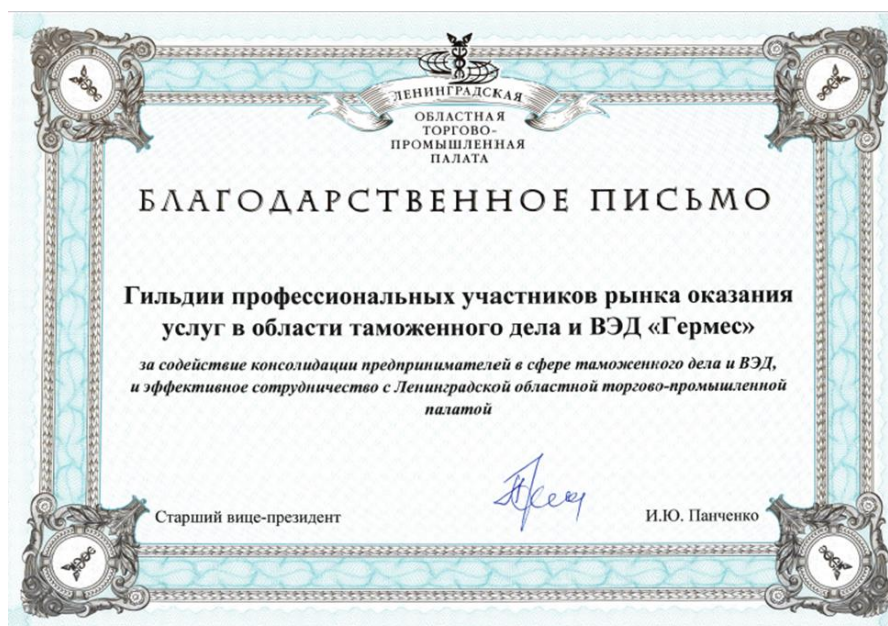 ЛЕНИНГРАДСКАЯ
ОБЛАСТНАЯ
ТОРГОВО-
ПРОМЫШЛЕННАЯ
ПАЛАТА
БЛАГОДАРСТВЕННОЕ ПИСЬМО
Гильдии профессиональных участников рынка оказания
услуг в области таможенного дела и ВЭД «Гермес»
за содействие консолидации предпринимателей в сфере таможенного дела и ВЭД,
и эффективное сотрудничество с Ленинградской областной торгово-промышленной
палатой
Старший вице-президент
И.Ю. Панченко